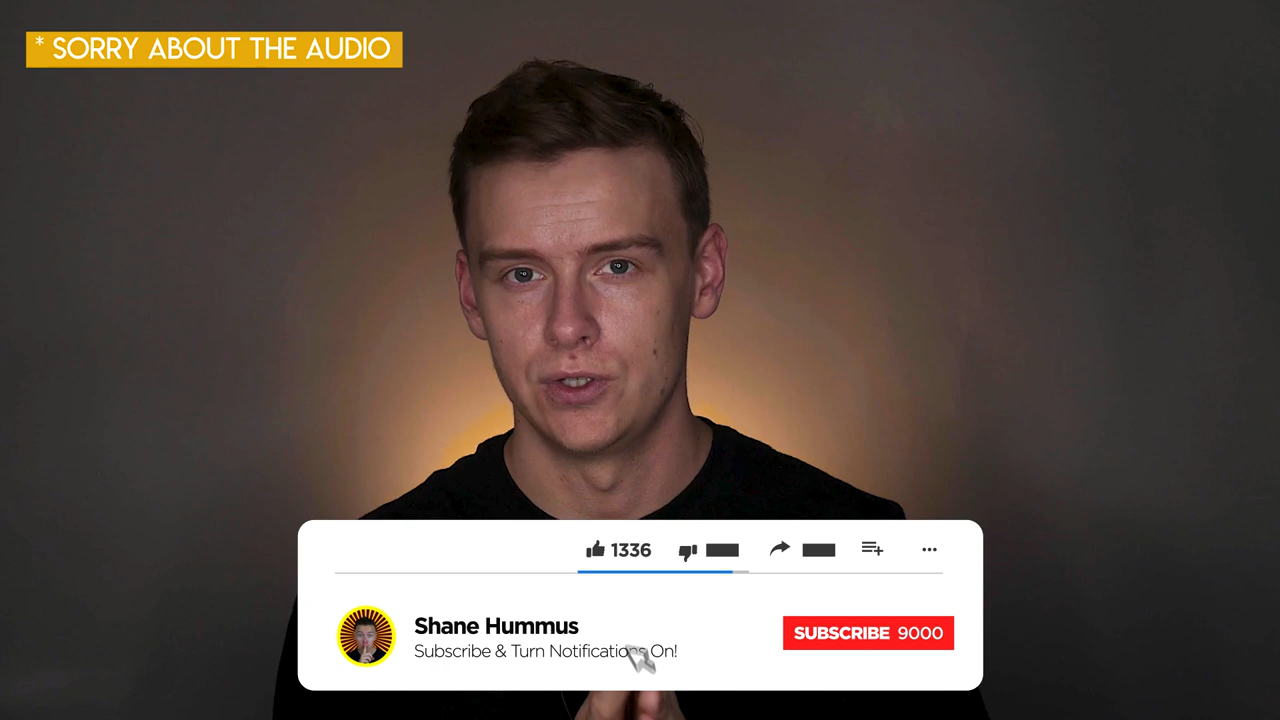 * SORRY ABOUT THE AUDIO
1336
Shane Hummus
Subscribe & Turn Notifications On!
SUBSCRIBE 9000